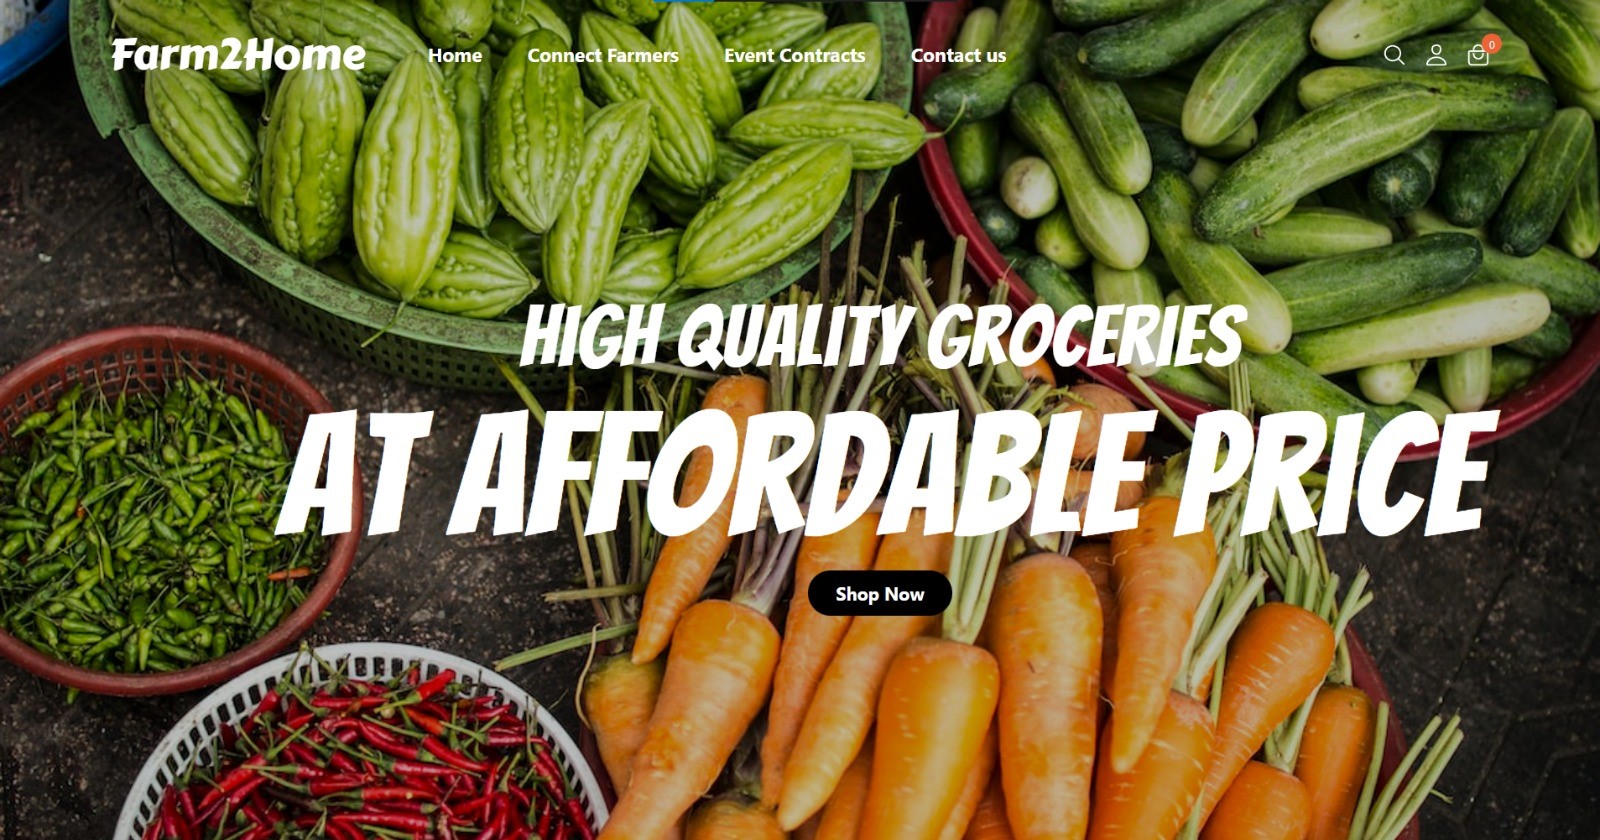 Farm2Home Home Connect Farmers Event Contracts Contact us 0
HIGH QUALITY GROCERIES
AT AFFORDABLE PRICE
Shop Now